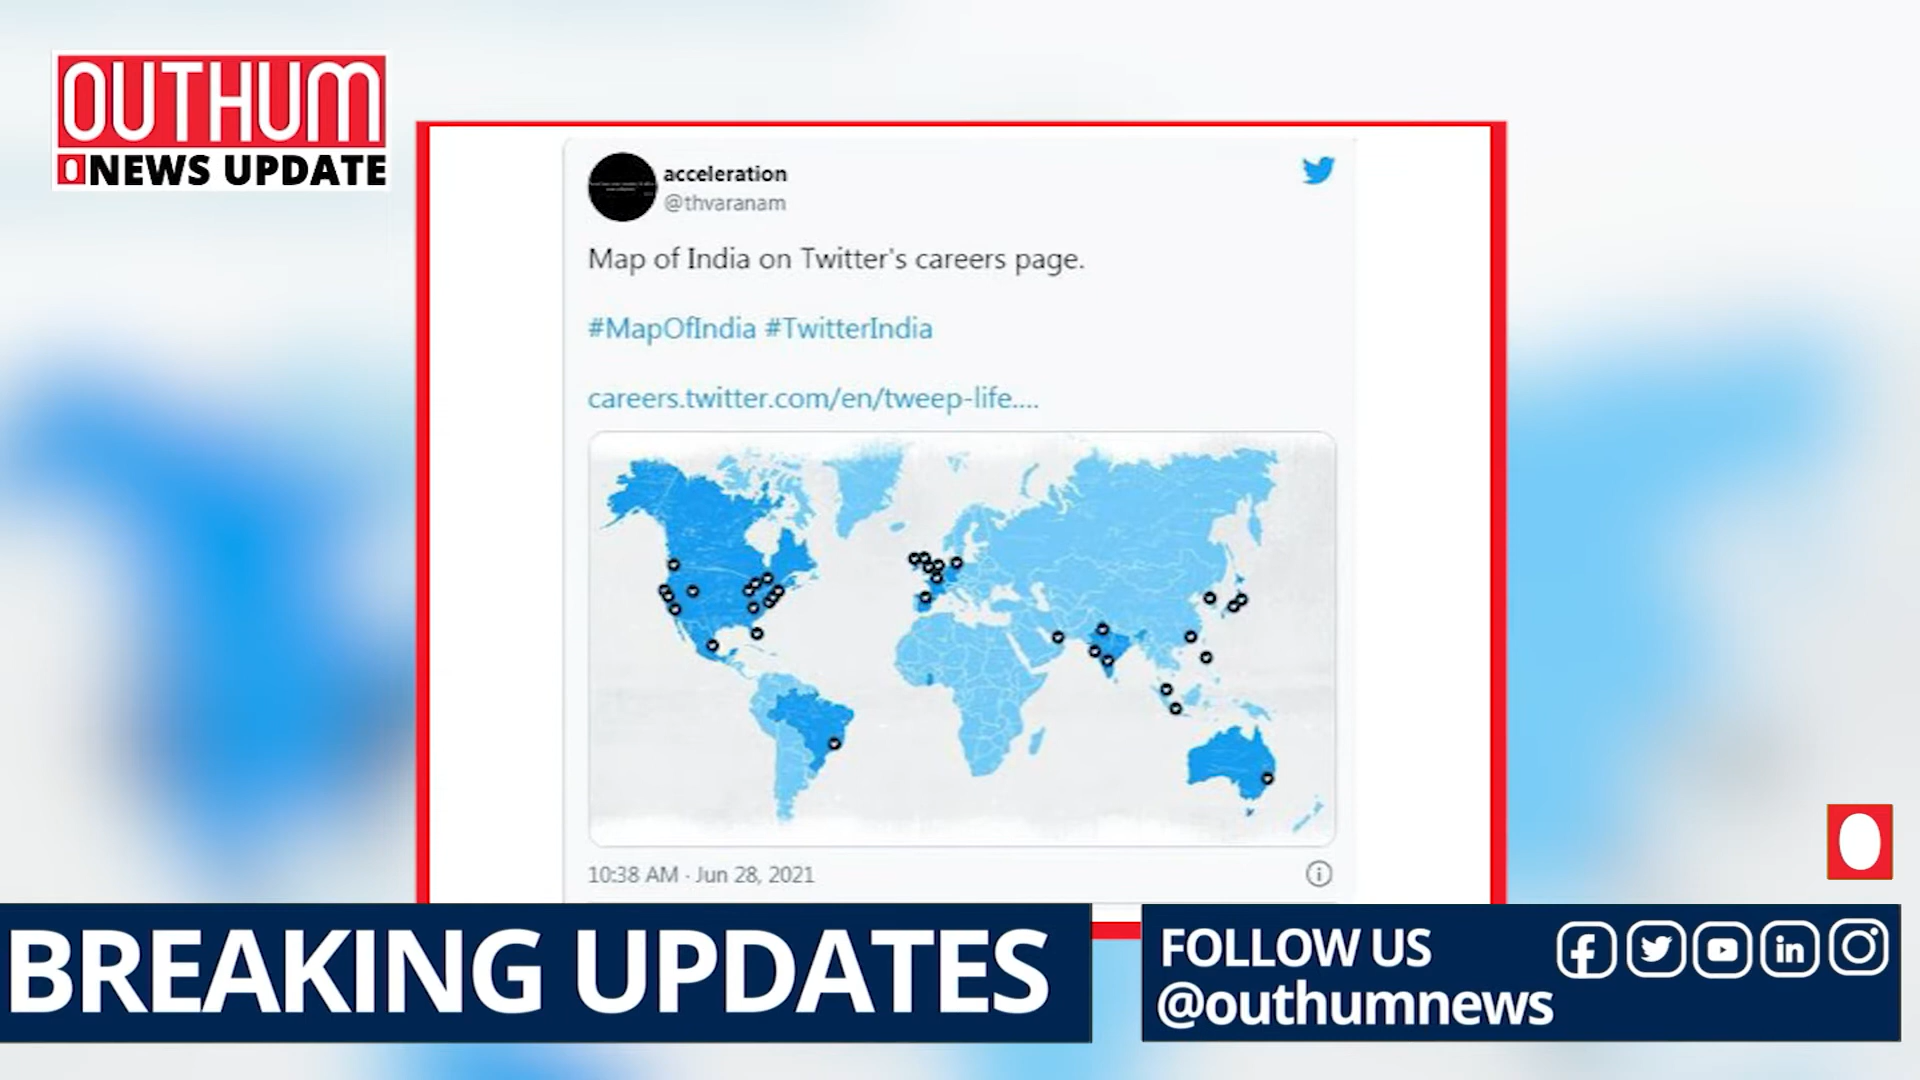 OUTHUM
NEWS UPDATE
acceleration
@thvaranam
Map of India on Twitter's careers page.
#MapOfIndia #TwitterIndia
careers.twitter.com/en/tweep-life....
10:38 AM · Jun 28, 2021
BREAKING UPDATES
FOLLOW US
@outhumnews